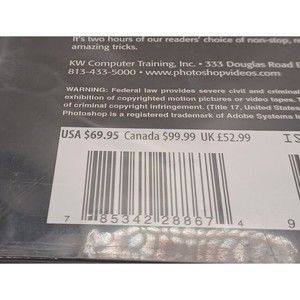 It's two hours of our readers' choice of non-stop, r
amazing tricks.
KW Computer Training, Inc. • 333 Douglas Road E
813-433-5000 • www.photoshopvideos.com
WARNING: Federal law provides severe civil and criminal
exhibition of copyrighted motion pictures or video tapes.
of criminal copyright infringement. (Title 17, United States
Photoshop is a registered trademark of Adobe Systems I
USA $69.95 Canada $99.99 UK £52.99
IS
7 85342 28867 4
9